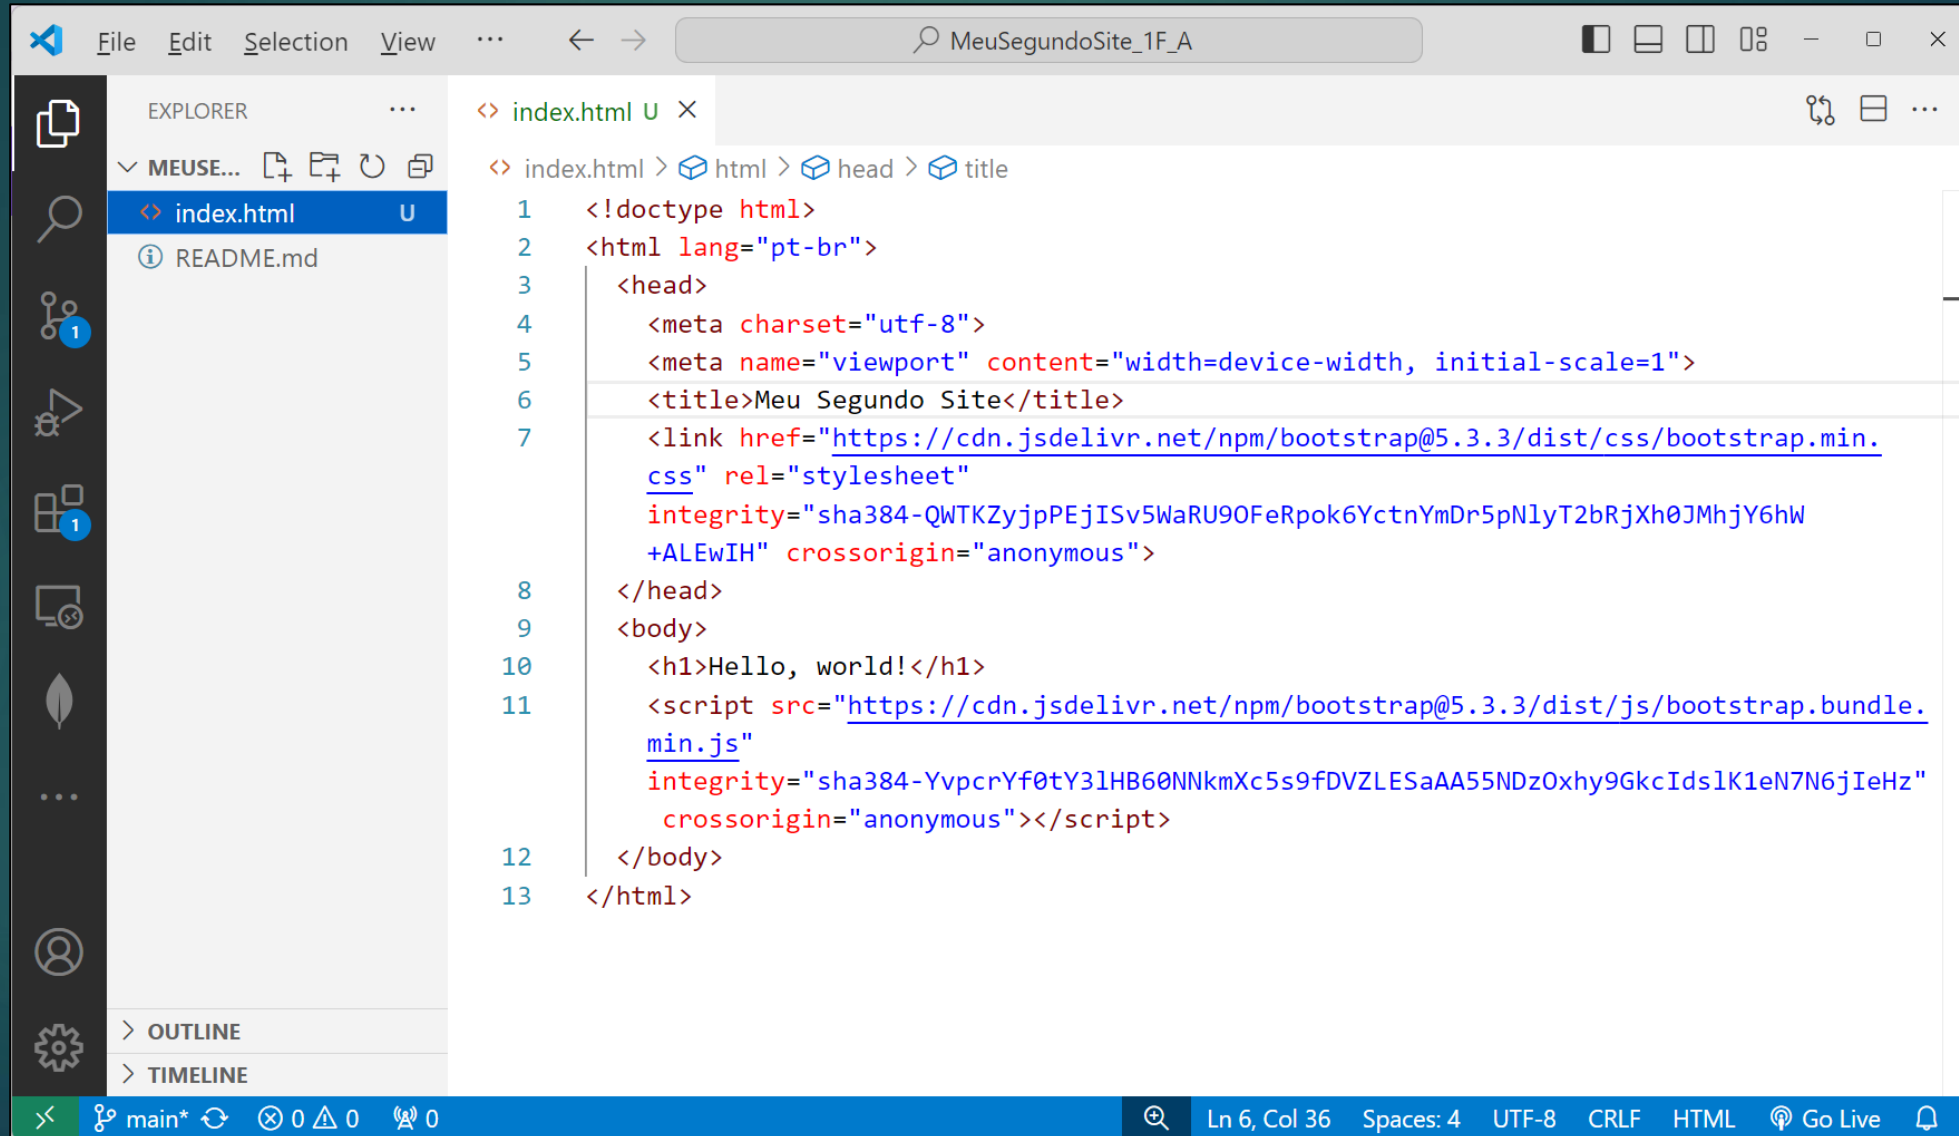 File Edit Selection View ··· MeuSegundoSite_1F_A
EXPLORER ···
MEUSE...
index.html U
README.md
1
1
OUTLINE
TIMELINE
index.html U
index.html > html > head > title
1 <!doctype html>
2 <html lang="pt-br">
3 <head>
4 <meta charset="utf-8">
5 <meta name="viewport" content="width=device-width, initial-scale=1">
6 <title>Meu Segundo Site</title>
7 <link href="https://cdn.jsdelivr.net/npm/bootstrap@5.3.3/dist/css/bootstrap.min.
css" rel="stylesheet"
integrity="sha384-QWTKZyjpPEjISv5WaRU9OFeRpok6YctnYmDr5pNlyT2bRjXh0JMhjY6hW
+ALEwIH" crossorigin="anonymous">
8 </head>
9 <body>
10 <h1>Hello, world!</h1>
11 <script src="https://cdn.jsdelivr.net/npm/bootstrap@5.3.3/dist/js/bootstrap.bundle.
min.js"
integrity="sha384-YvpcrYf0tY3lHB60NNkmXc5s9fDVZLESaAA55NDzOxhy9GkcIdslK1eN7N6jIeHz"
crossorigin="anonymous"></script>
12 </body>
13 </html>
main* 0 0 0 Ln 6, Col 36 Spaces: 4 UTF-8 CRLF HTML Go Live